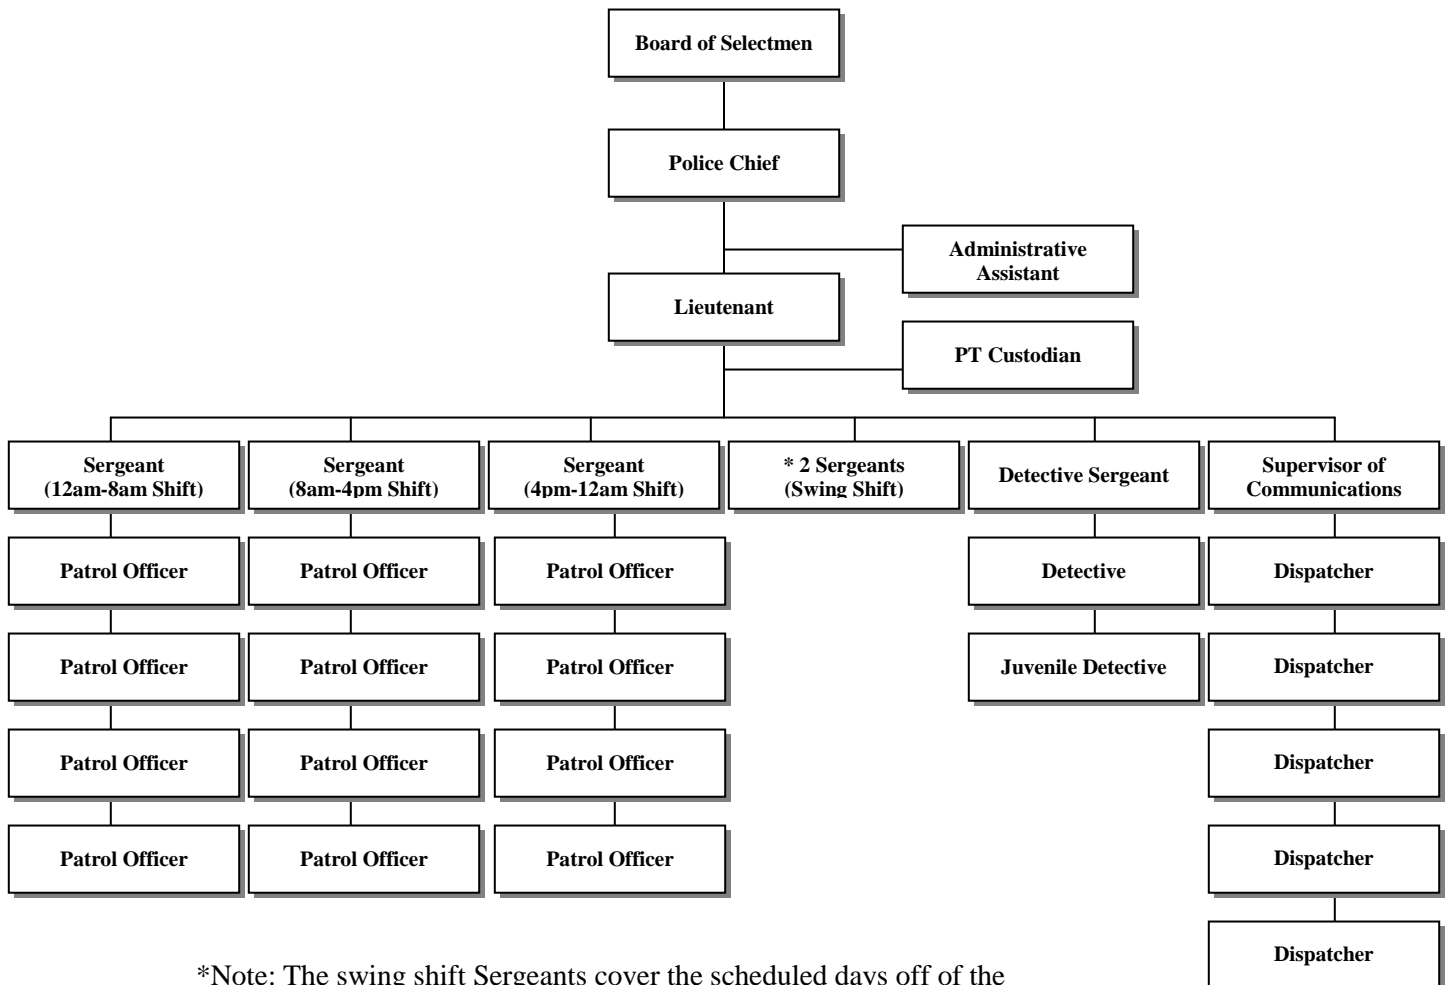 Board of Selectmen
Police Chief
Administrative
Assistant
Lieutenant
PT Custodian
Sergeant
(12am-8am Shift)
Sergeant
(8am-4pm Shift)
Sergeant
(4pm-12am Shift)
* 2 Sergeants
(Swing Shift)
Detective Sergeant
Supervisor of
Communications
Patrol Officer
Patrol Officer
Patrol Officer
Detective
Dispatcher
Patrol Officer
Patrol Officer
Patrol Officer
Juvenile Detective
Dispatcher
Patrol Officer
Patrol Officer
Patrol Officer
Dispatcher
Patrol Officer
Patrol Officer
Patrol Officer
Dispatcher
Dispatcher
*Note: The swing shift Sergeants cover the scheduled days off of the